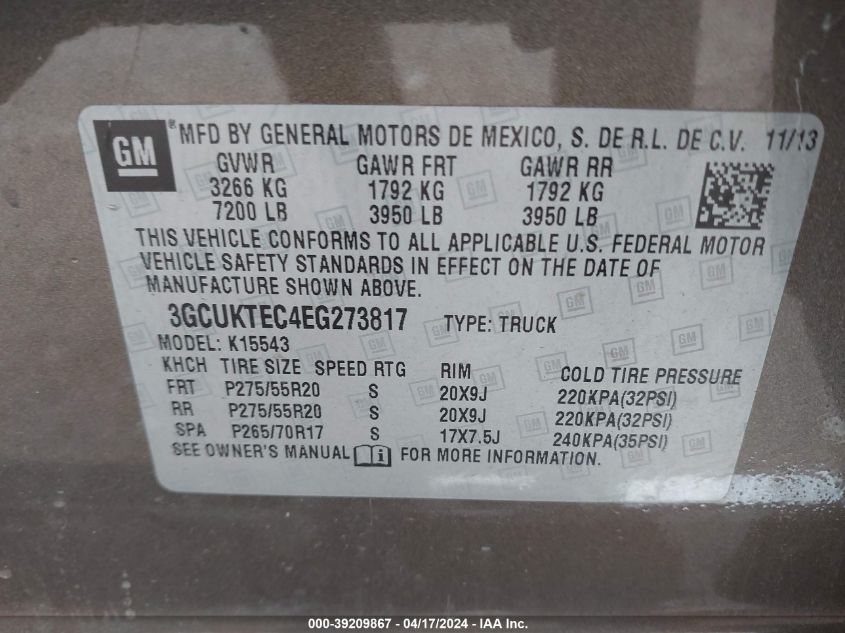 GM ® MFD BY GENERAL MOTORS DE MEXICO, S. DE R.L. DE C.V. 11/13
GVWR GAWR FRT GAWR RR
3266 KG 1792 KG 1792 KG
7200 LB 3950 LB 3950 LB
THIS VEHICLE CONFORMS TO ALL APPLICABLE U.S. FEDERAL MOTOR
VEHICLE SAFETY STANDARDS IN EFFECT ON THE DATE OF
MANUFACTURE SHOWN ABOVE.
3GCUKTEC4EG273817 TYPE: TRUCK
MODEL: K15543
KHCH TIRE SIZE SPEED RTG RIM COLD TIRE PRESSURE
FRT P275/55R20 S 20X9J 220KPA(32PSI)
RR P275/55R20 S 20X9J 220KPA(32PSI)
SPA P265/70R17 S 17X7.5J 240KPA(35PSI)
SEE OWNER'S MANUAL i FOR MORE INFORMATION.
000-39209867 - 04/17/2024 - IAA Inc.